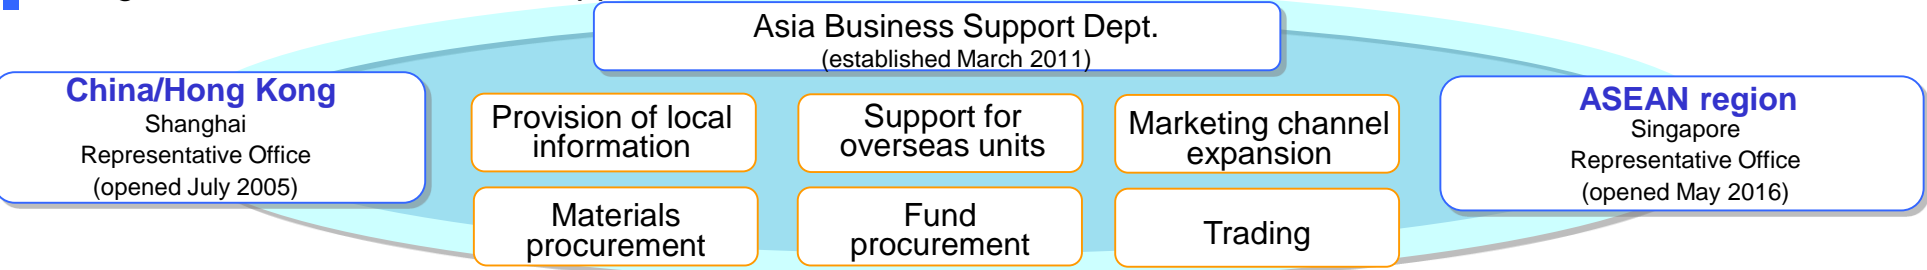 Asia Business Support Dept.
(established March 2011)
China/Hong Kong
Shanghai
Representative Office
(opened July 2005)
Provision of local
information
Support for
overseas units
Marketing channel
expansion
Materials
procurement
Fund
procurement
Trading
ASEAN region
Singapore
Representative Office
(opened May 2016)